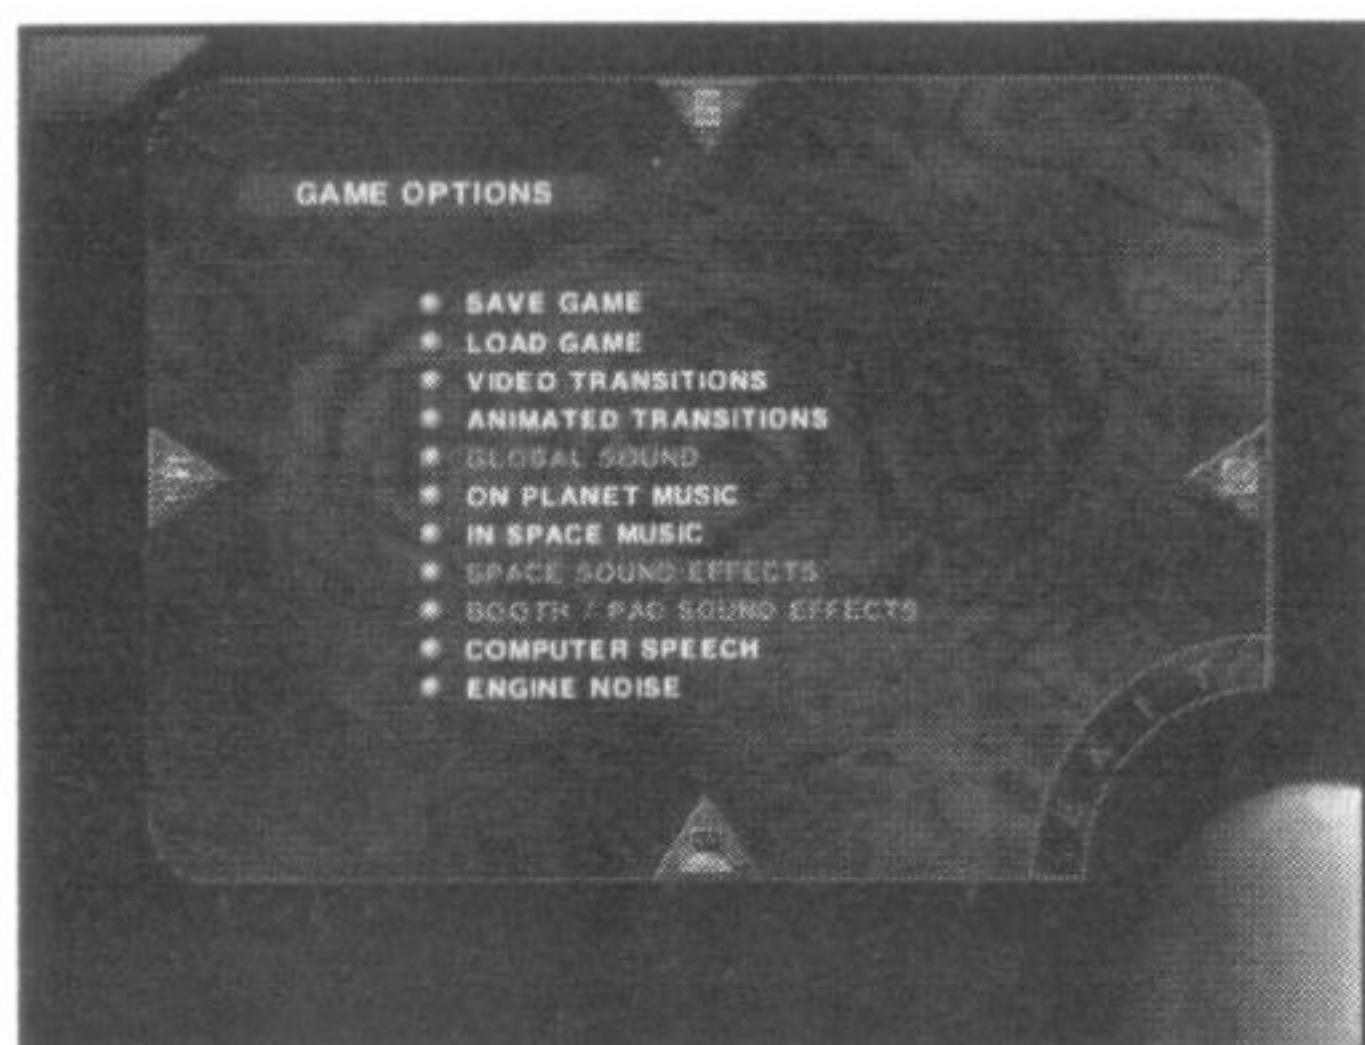 GAME OPTIONS
SAVE GAME
LOAD GAME
VIDEO TRANSITIONS
ANIMATED TRANSITIONS
GLOBAL SOUND
ON PLANET MUSIC
IN SPACE MUSIC
SPACE SOUND EFFECTS
BOOTH / PAD SOUND EFFECTS
COMPUTER SPEECH
ENGINE NOISE